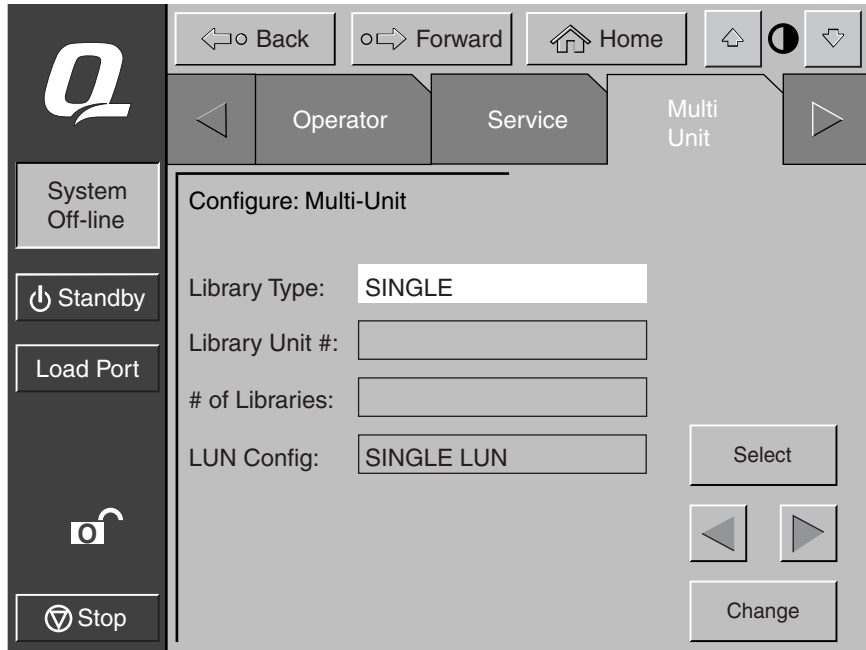 Back
Forward
Home
Q
Operator
Service
Multi
Unit
System
Off-line
Standby
Load Port
Stop
Configure: Multi-Unit
Library Type: SINGLE
Library Unit #:
# of Libraries:
LUN Config: SINGLE LUN
Select
Change